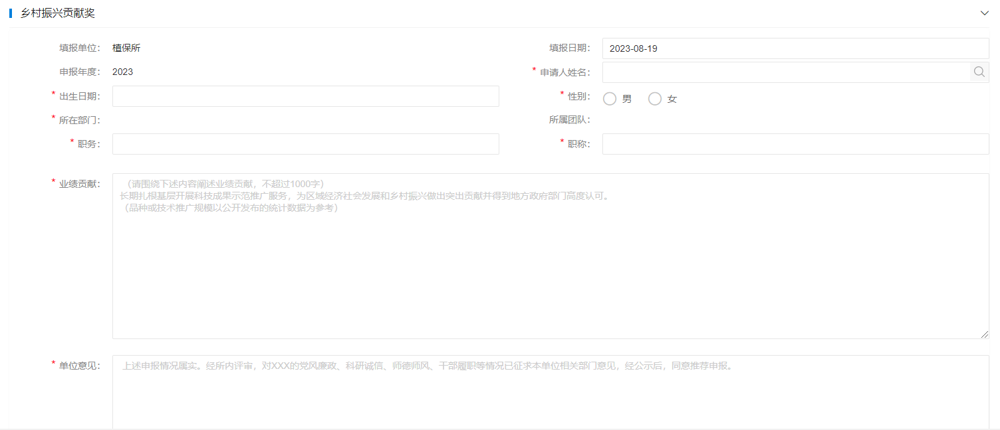 乡村振兴贡献奖
填报单位： 植保所
填报日期： 2023-08-19
申报年度： 2023
* 申请人姓名：
* 出生日期：
* 性别： 男 女
* 所在部门：
所属团队：
* 职务：
* 职称：
* 业绩贡献： （请围绕下述内容阐述业绩贡献，不超过1000字）
长期扎根基层开展科技成果示范推广服务，为区域经济社会发展和乡村振兴做出突出贡献并得到地方政府部门高度认可。
（品种或技术推广规模以公开发布的统计数据为参考）
* 单位意见： 上述申报情况属实。经所内评审，对XXX的党风廉政、科研诚信、师德师风、干部履职等情况已征求本单位相关部门意见，经公示后，同意推荐申报。